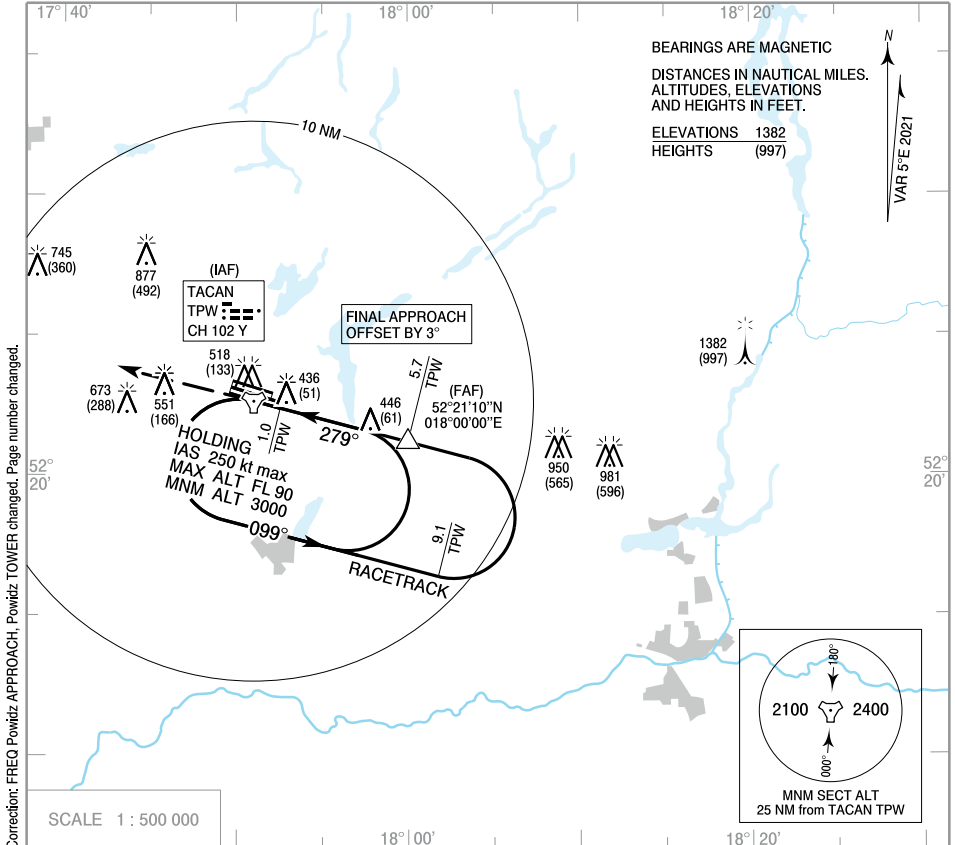 17° 40'
18° 00'
18° 20'
BEARINGS ARE MAGNETIC
DISTANCES IN NAUTICAL MILES.
ALTITUDES, ELEVATIONS
AND HEIGHTS IN FEET.
ELEVATIONS 1382
HEIGHTS (997)
N
VAR 5°E 2021
10 NM
745
(360)
877
(492)
(IAF)
TACAN
TPW
CH 102 Y
FINAL APPROACH
OFFSET BY 3°
1382
(997)
518
(133)
436
(51)
5.7
TPW
(FAF)
52°21'10"N
018°00'00"E
673
(288)
551
(166)
446
(61)
1.0
TPW
279°
HOLDING
IAS 250 kt max
MAX ALT FL 90
MNM ALT 3000
099°
950
(565)
981
(596)
52°
20'
52°
20'
9.1
TPW
RACETRACK
180°
2100
2400
000°
MNM SECT ALT
25 NM from TACAN TPW
SCALE 1 : 500 000
18° 00'
18° 20'
Correction: FREQ Powidz APPROACH, Powidz TOWER changed. Page number changed.